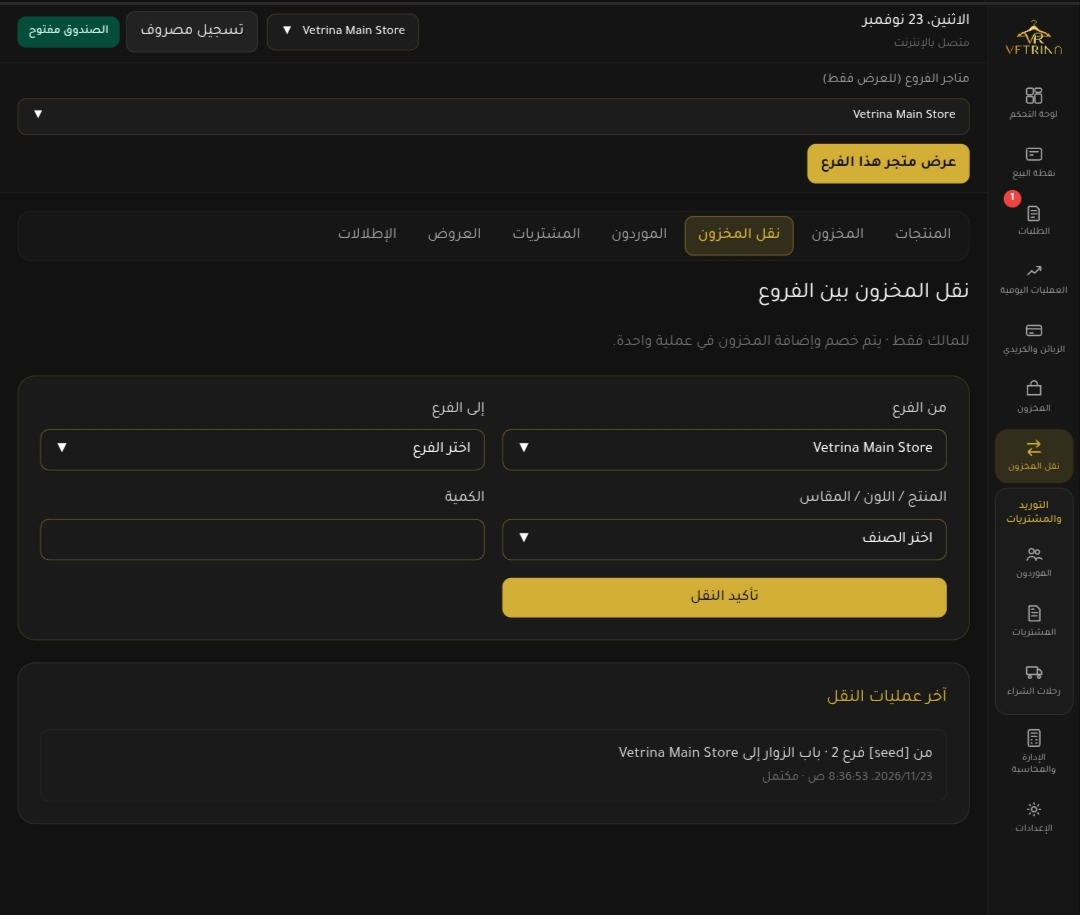 الاثنين، 23 نوفمبر
متصل بالإنترنت
Vetrina Main Store ▼
تسجيل مصروف
الصندوق مفتوح
متاجر الفروع (للعرض فقط)
Vetrina Main Store ▼
عرض متجر هذا الفرع
المنتجات
المخزون
نقل المخزون
الموردون
المشتريات
العروض
الإطلالات
نقل المخزون بين الفروع
للمالك فقط · يتم خصم وإضافة المخزون في عملية واحدة.
من الفرع
Vetrina Main Store ▼
إلى الفرع
اختر الفرع ▼
المنتج / اللون / المقاس
اختر الصنف ▼
الكمية
تأكيد النقل
آخر عمليات النقل
من [seed] فرع 2 · باب الزوار إلى Vetrina Main Store
2026/11/23، 8:36:53 ص · مكتمل
VR
VETRINA
لوحة التحكم
نقطة البيع
1
الطلبات
العمليات اليومية
الزبائن والكريدي
المخزون
نقل المخزون
التوريد
والمشتريات
الموردون
المشتريات
رحلات الشراء
الإدارة
والمحاسبة
الإعدادات